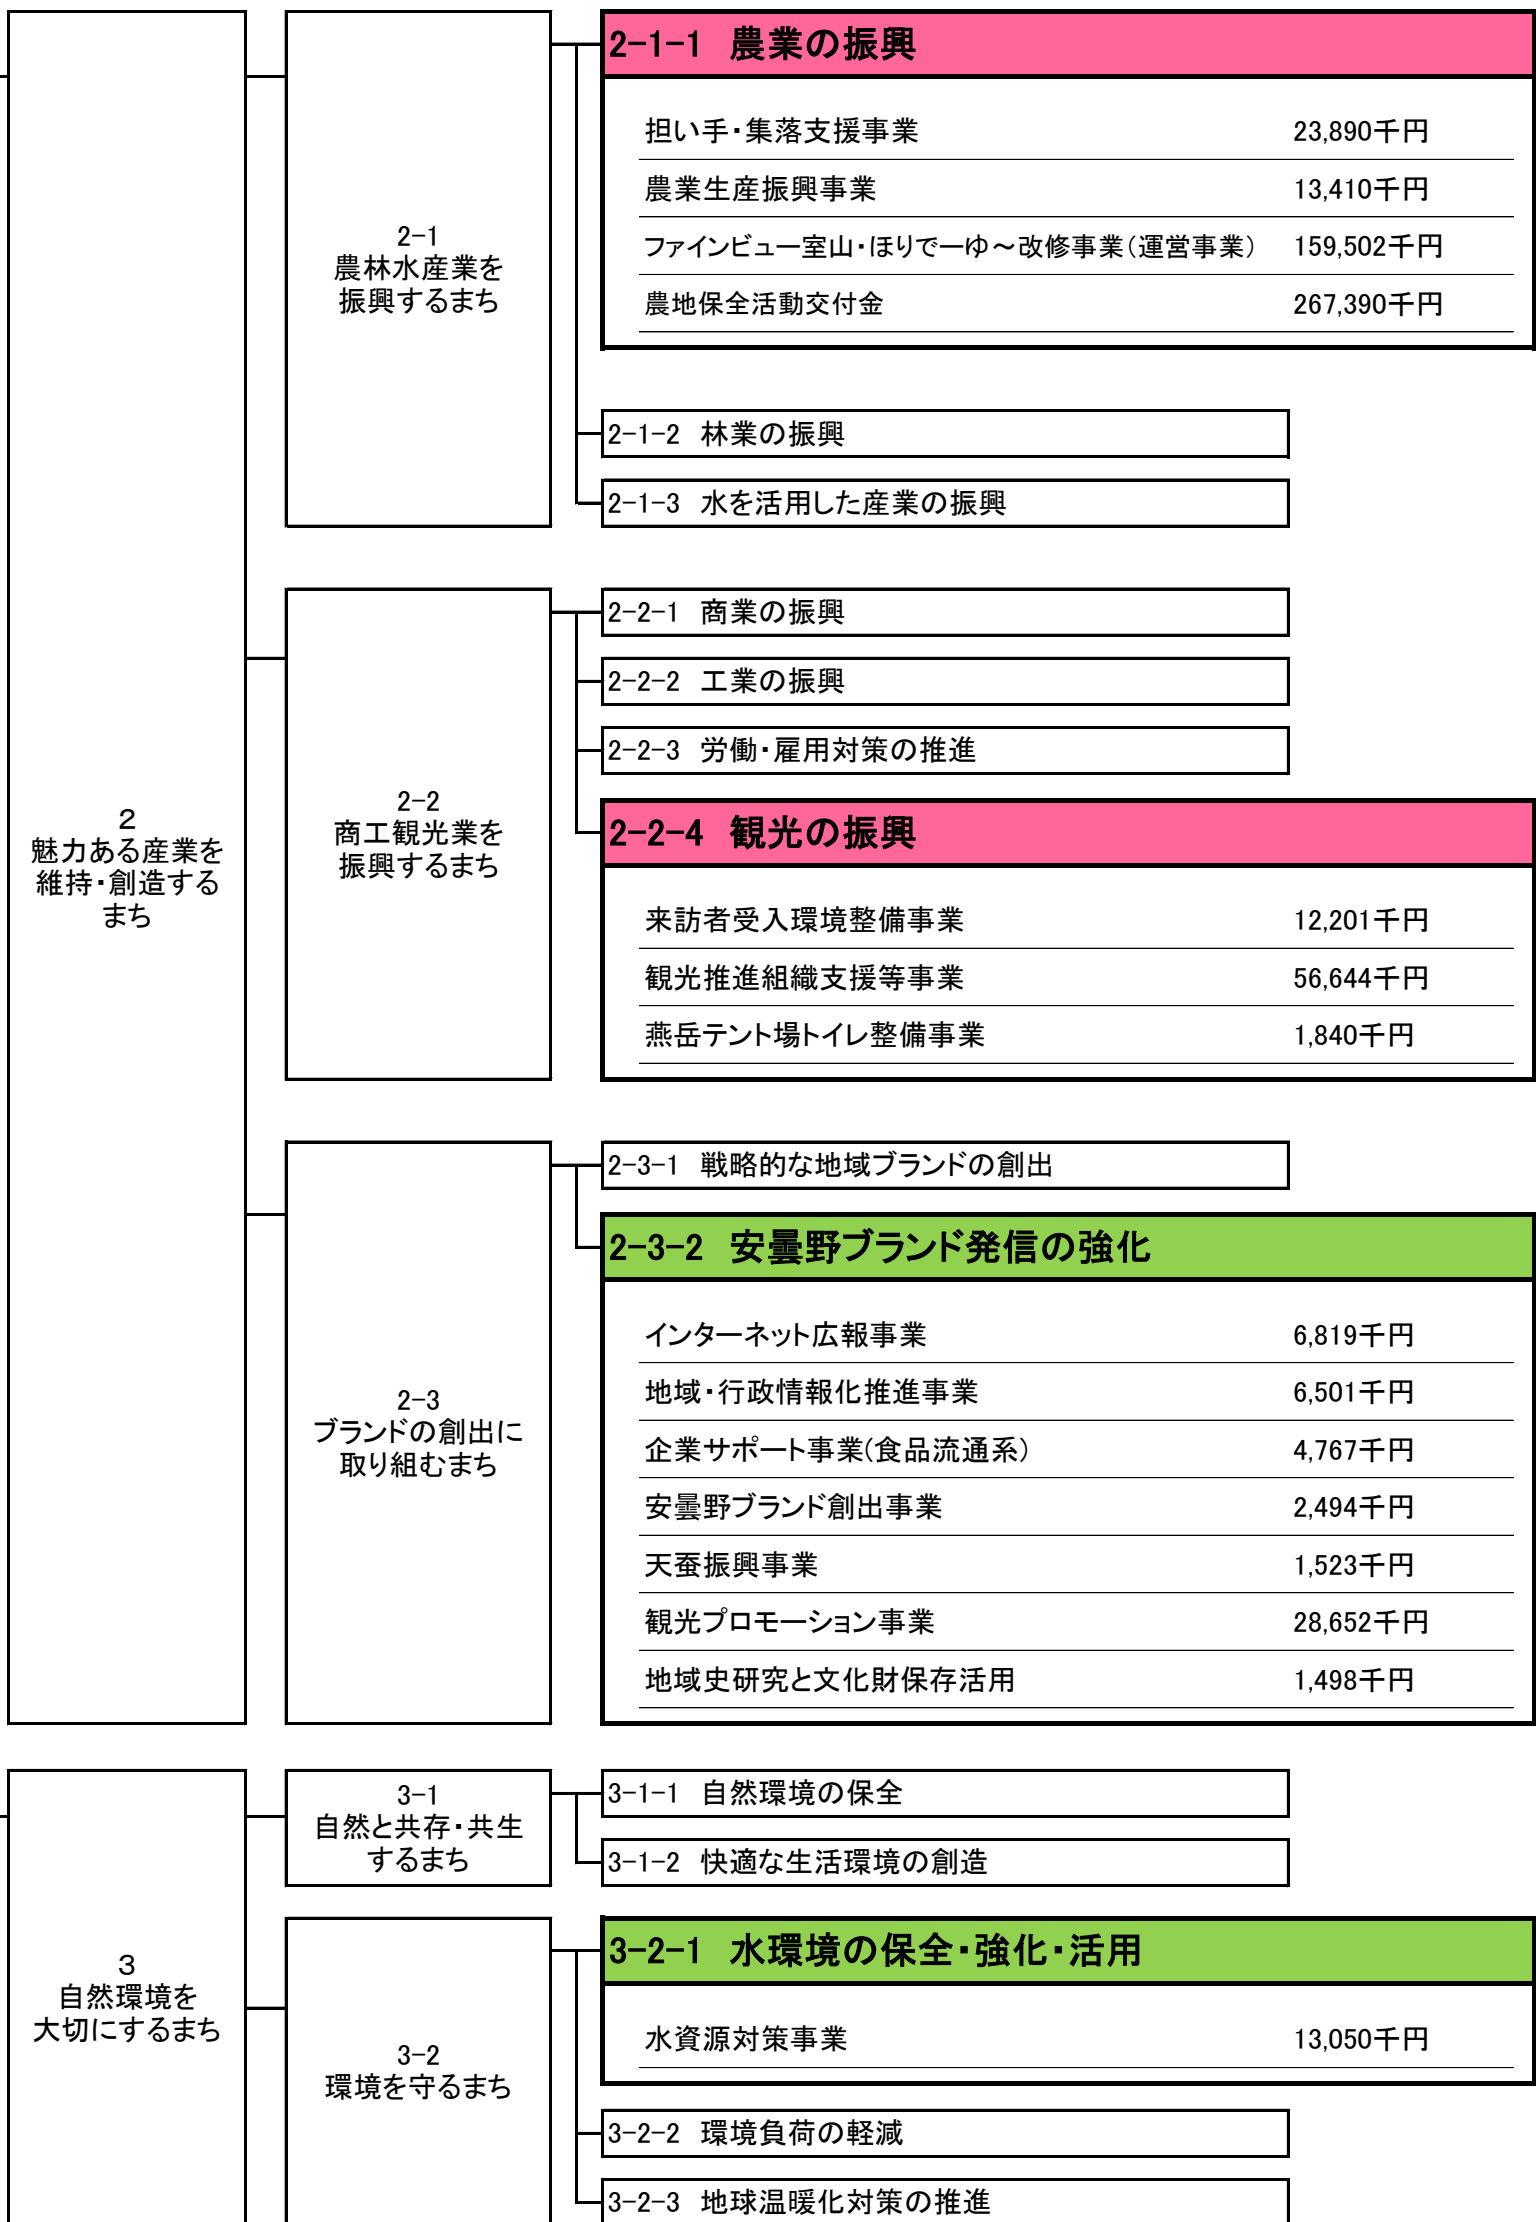 2
魅力ある産業を
維持・創造する
まち
2-1
農林水産業を
振興するまち
2-1-1 農業の振興
担い手・集落支援事業 23,890千円
農業生産振興事業 13,410千円
ファインビュー室山・ほりでーゆ～改修事業(運営事業) 159,502千円
農地保全活動交付金 267,390千円
2-1-2 林業の振興
2-1-3 水を活用した産業の振興
2-2
商工観光業を
振興するまち
2-2-1 商業の振興
2-2-2 工業の振興
2-2-3 労働・雇用対策の推進
2-2-4 観光の振興
来訪者受入環境整備事業 12,201千円
観光推進組織支援等事業 56,644千円
燕岳テント場トイレ整備事業 1,840千円
2-3
ブランドの創出に
取り組むまち
2-3-1 戦略的な地域ブランドの創出
2-3-2 安曇野ブランド発信の強化
インターネット広報事業 6,819千円
地域・行政情報化推進事業 6,501千円
企業サポート事業(食品流通系) 4,767千円
安曇野ブランド創出事業 2,494千円
天蚕振興事業 1,523千円
観光プロモーション事業 28,652千円
地域史研究と文化財保存活用 1,498千円
3
自然環境を
大切にするまち
3-1
自然と共存・共生
するまち
3-1-1 自然環境の保全
3-1-2 快適な生活環境の創造
3-2
環境を守るまち
3-2-1 水環境の保全・強化・活用
水資源対策事業 13,050千円
3-2-2 環境負荷の軽減
3-2-3 地球温暖化対策の推進